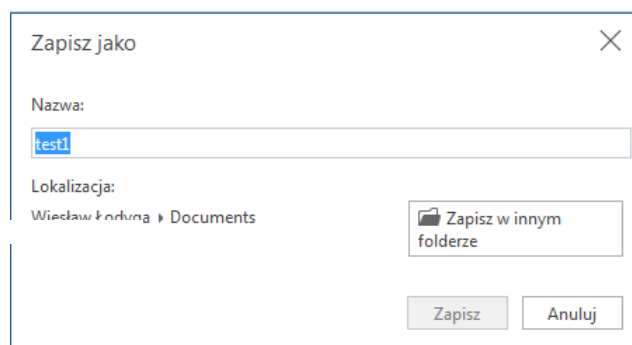 Zapisz jako
Nazwa:
test1
Lokalizacja:
Wiesław Łodyga ▸ Documents
Zapisz w innym
folderze
Zapisz
Anuluj